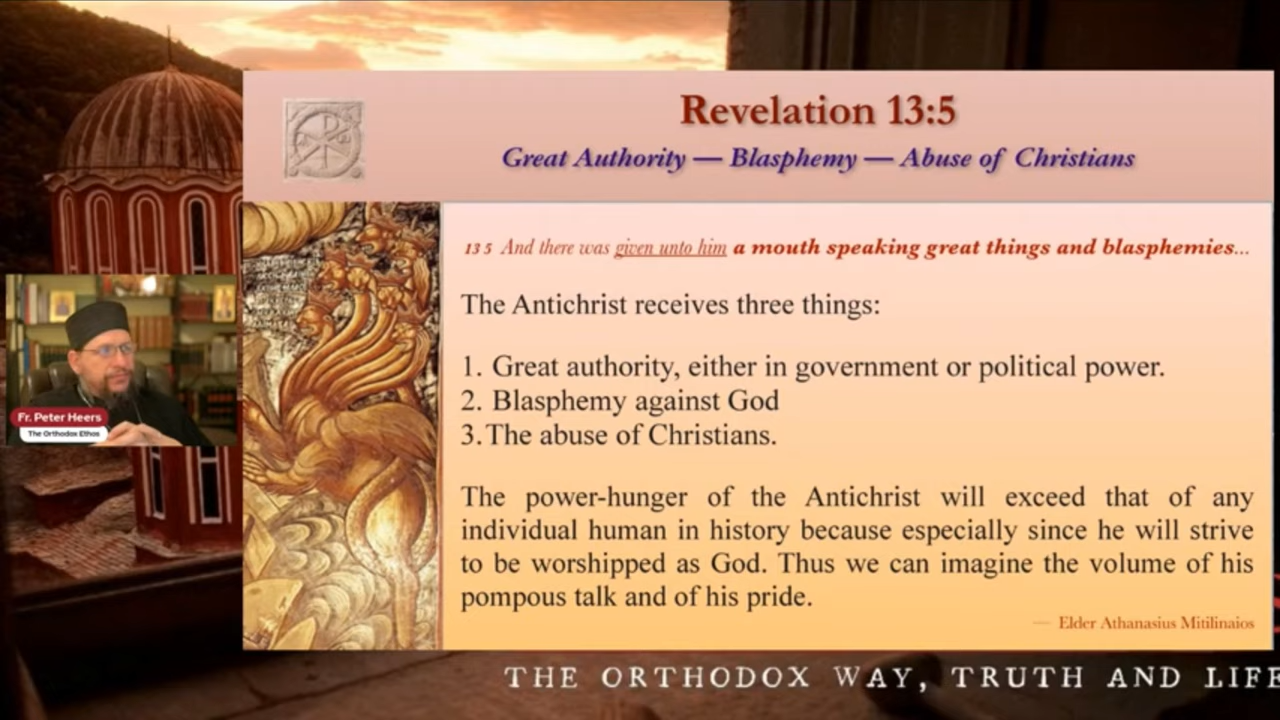 Revelation 13:5
Great Authority — Blasphemy — Abuse of Christians
13 5 And there was given unto him a mouth speaking great things and blasphemies...
The Antichrist receives three things:
1. Great authority, either in government or political power.
2. Blasphemy against God
3. The abuse of Christians.
The power-hunger of the Antichrist will exceed that of any
individual human in history because especially since he will strive
to be worshipped as God. Thus we can imagine the volume of his
pompous talk and of his pride.
— Elder Athanasius Mitilinaios
Fr. Peter Heers
The Orthodox Ethos
THE ORTHODOX WAY, TRUTH AND LIFE